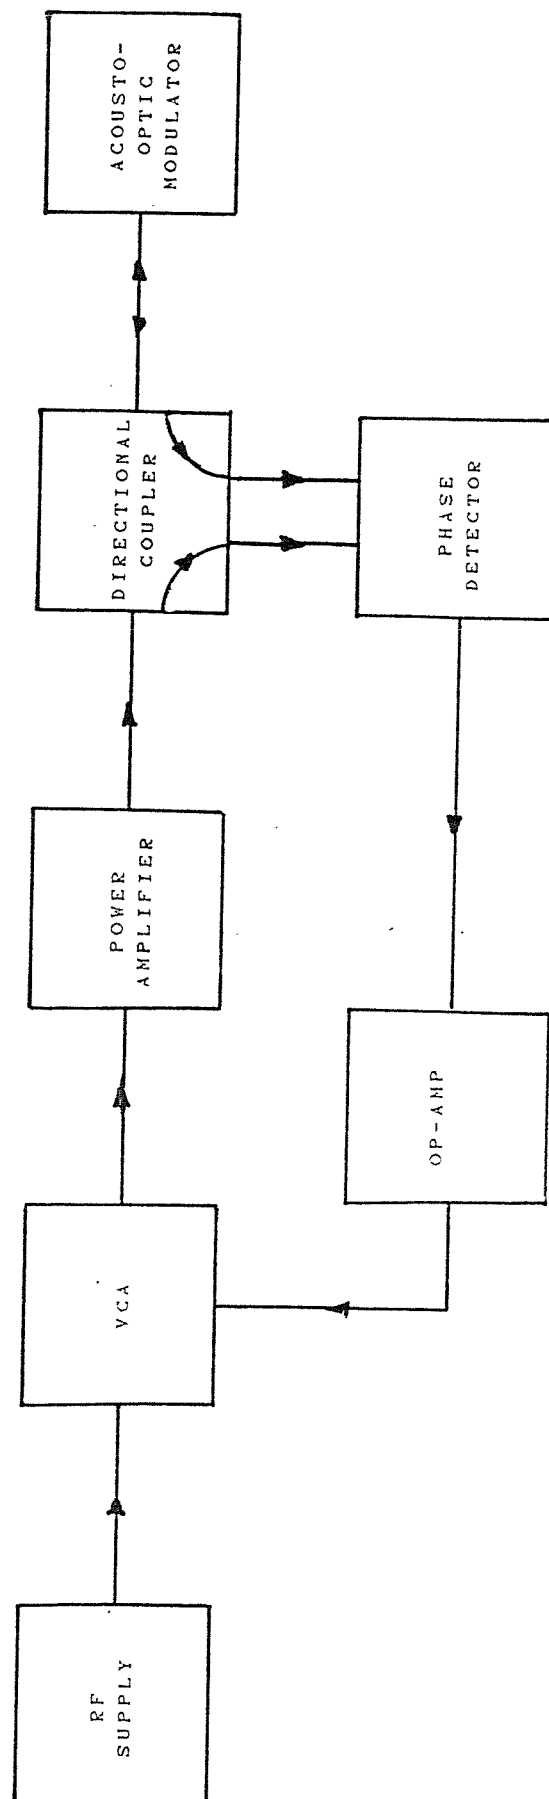 RF
SUPPLY
VCA
POWER
AMPLIFIER
DIRECTIONAL
COUPLER
ACOUSTO-
OPTIC
MODULATOR
PHASE
DETECTOR
OP-AMP